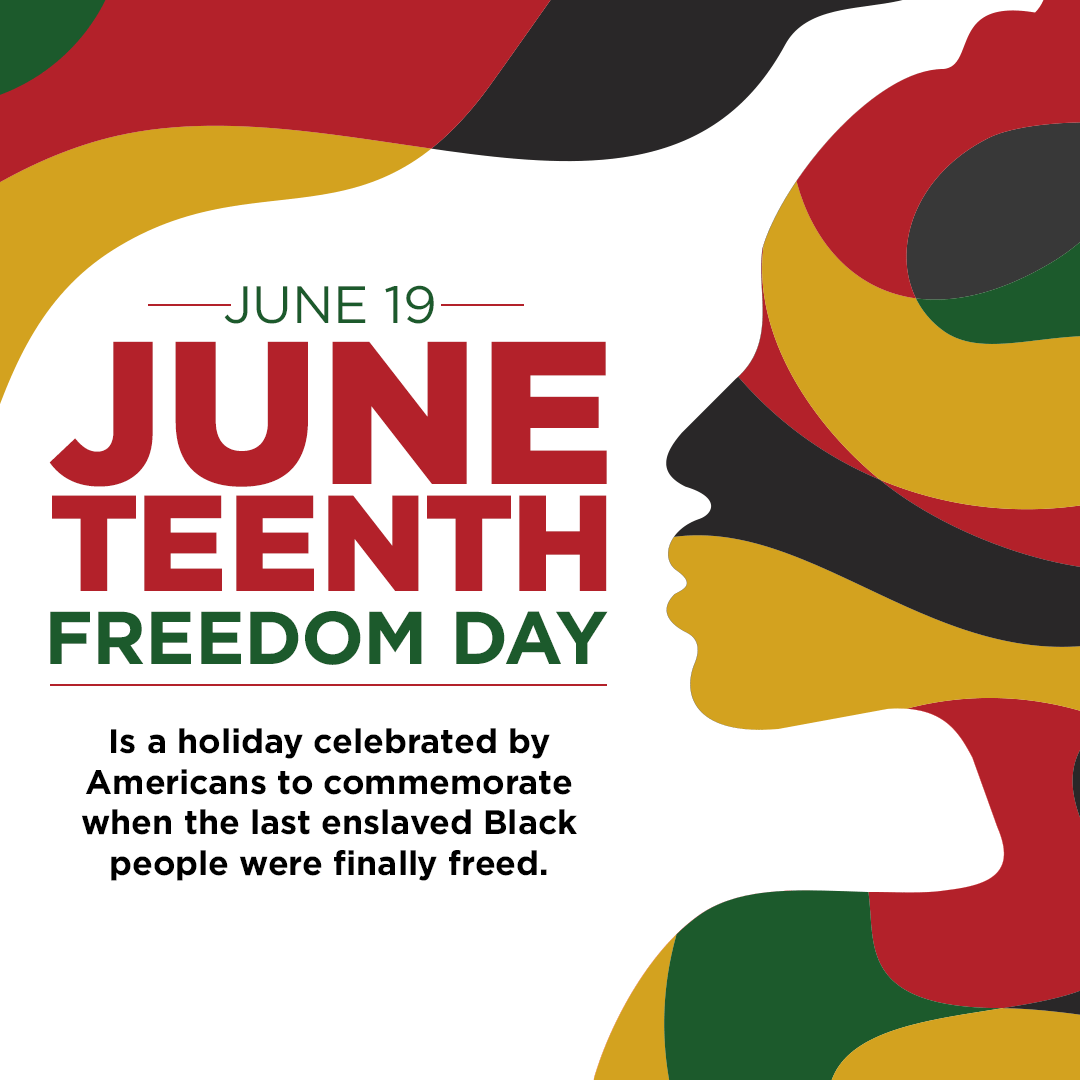 JUNE 19
JUNE
TEENTH
FREEDOM DAY
Is a holiday celebrated by
Americans to commemorate
when the last enslaved Black
people were finally freed.